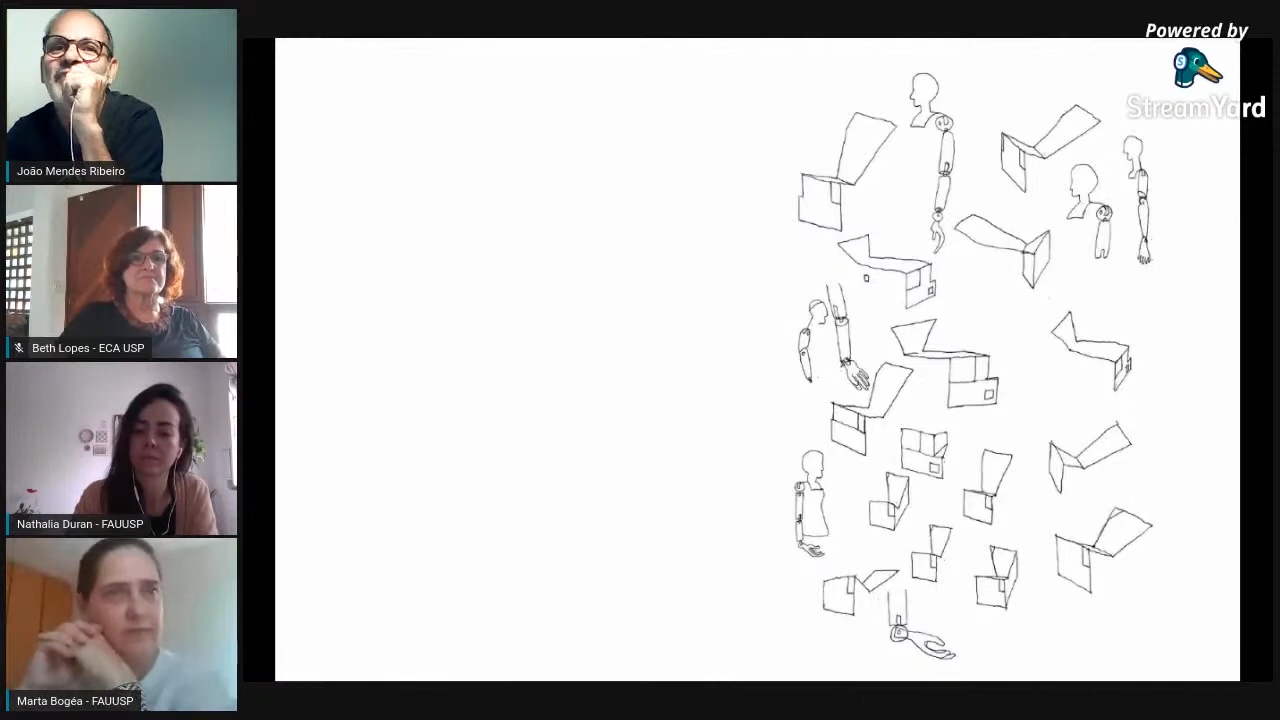 Powered by
StreamYard
João Mendes Ribeiro
Beth Lopes - ECA USP
Nathalia Duran - FAUUSP
Marta Bogéa - FAUUSP